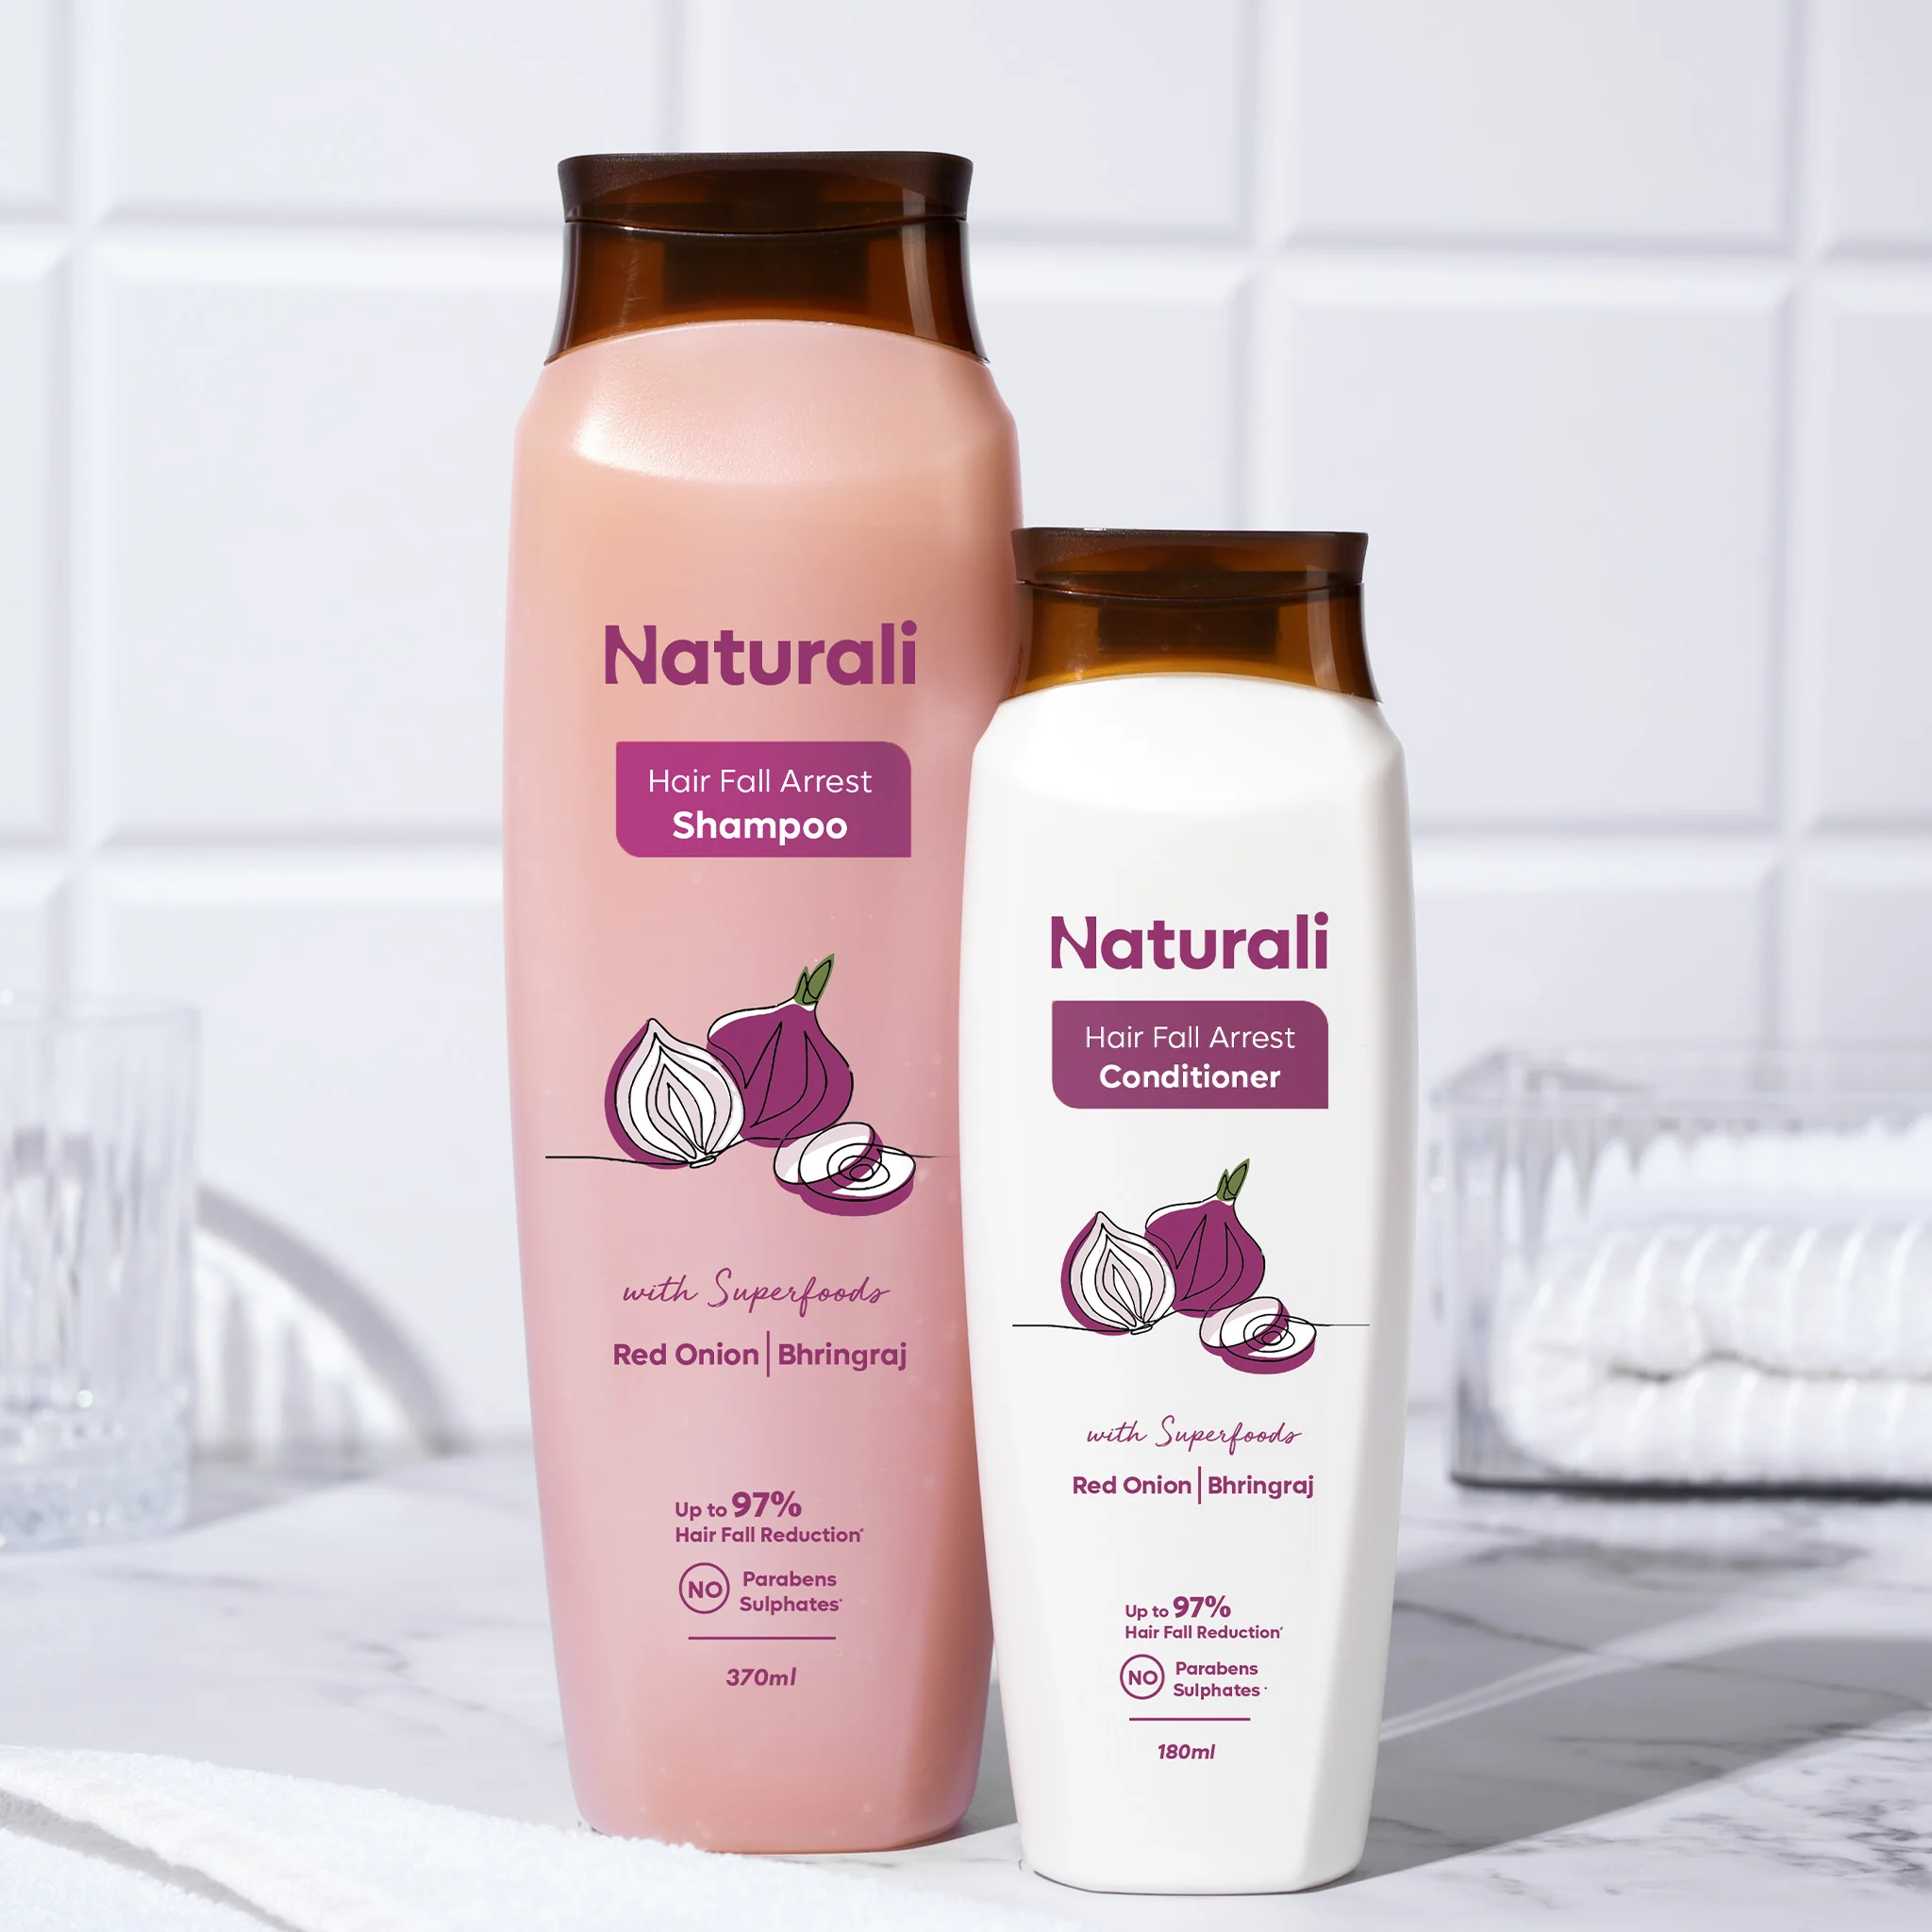 Naturali
Hair Fall Arrest
Shampoo
with Superfoods
Red Onion | Bhringraj
Up to 97%
Hair Fall Reduction*
NO Parabens
Sulphates*
370ml
Naturali
Hair Fall Arrest
Conditioner
with Superfoods
Red Onion | Bhringraj
Up to 97%
Hair Fall Reduction*
NO Parabens
Sulphates*
180ml